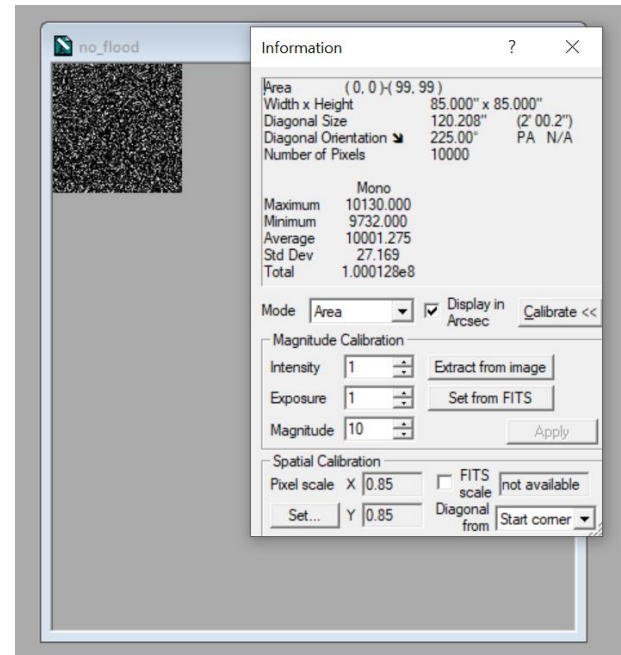 no_flood
Information ? ×
Area ( 0, 0 )-( 99, 99 )
Width x Height 85.000" x 85.000"
Diagonal Size 120.208" (2' 00.2")
Diagonal Orientation 225.00° PA N/A
Number of Pixels 10000
Mono
Maximum 10130.000
Minimum 9732.000
Average 10001.275
Std Dev 27.169
Total 1.000128e8
Mode Area Display in Arcsec Calibrate <<
Magnitude Calibration
Intensity 1 Extract from image
Exposure 1 Set from FITS
Magnitude 10 Apply
Spatial Calibration
Pixel scale X 0.85 FITS scale not available
Set... Y 0.85 Diagonal from Start corner